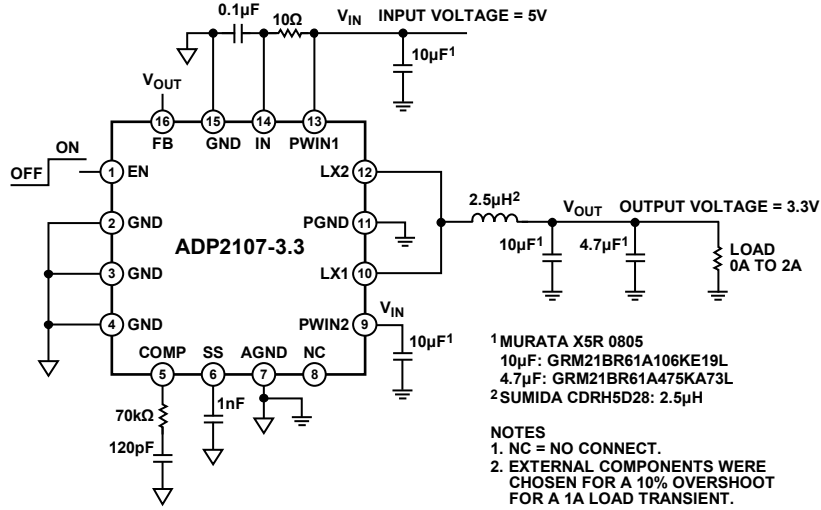 0.1µF
10Ω
VIN
INPUT VOLTAGE = 5V
10µF1
VOUT
16
15
14
13
FB
GND
IN
PWIN1
ON
OFF
1
EN
LX2
12
2
GND
PGND
11
ADP2107-3.3
3
GND
LX1
10
4
GND
PWIN2
9
VIN
10µF1
2.5µH2
VOUT
OUTPUT VOLTAGE = 3.3V
10µF1
4.7µF1
LOAD
0A TO 2A
COMP
SS
AGND
NC
5
6
7
8
70kΩ
1nF
120pF
1 MURATA X5R 0805
10µF: GRM21BR61A106KE19L
4.7µF: GRM21BR61A475KA73L
2 SUMIDA CDRH5D28: 2.5µH
NOTES
1. NC = NO CONNECT.
2. EXTERNAL COMPONENTS WERE
CHOSEN FOR A 10% OVERSHOOT
FOR A 1A LOAD TRANSIENT.